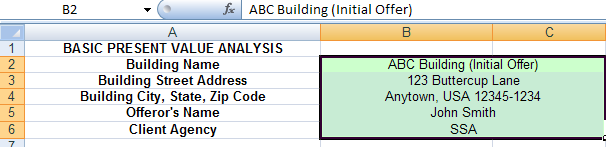 B2 fx ABC Building (Initial Offer)
A B C
1 BASIC PRESENT VALUE ANALYSIS
2 Building Name ABC Building (Initial Offer)
3 Building Street Address 123 Buttercup Lane
4 Building City, State, Zip Code Anytown, USA 12345-1234
5 Offeror's Name John Smith
6 Client Agency SSA
7